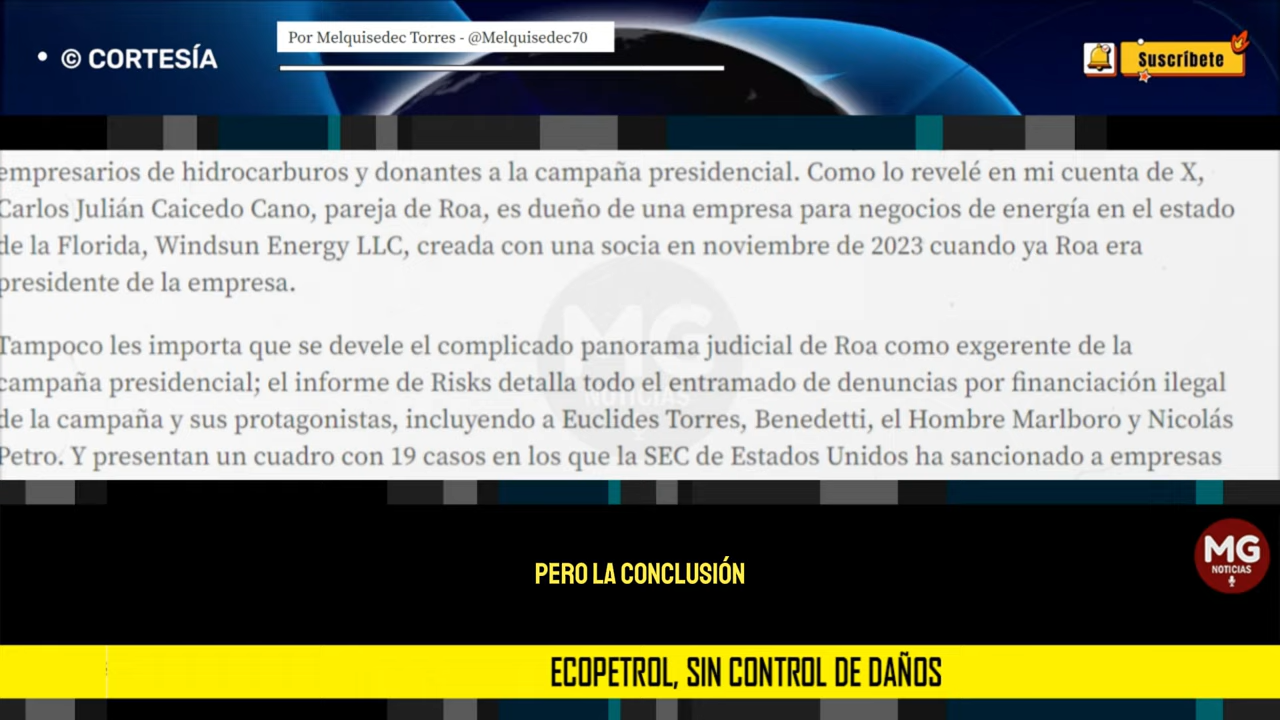 • © CORTESÍA
Por Melquisedec Torres - @Melquisedec70
Suscríbete
empresarios de hidrocarburos y donantes a la campaña presidencial. Como lo revelé en mi cuenta de X,
Carlos Julián Caicedo Cano, pareja de Roa, es dueño de una empresa para negocios de energía en el estado
de la Florida, Windsun Energy LLC, creada con una socia en noviembre de 2023 cuando ya Roa era
presidente de la empresa.
Tampoco les importa que se devele el complicado panorama judicial de Roa como exgerente de la
campaña presidencial; el informe de Risks detalla todo el entramado de denuncias por financiación ilegal
de la campaña y sus protagonistas, incluyendo a Euclides Torres, Benedetti, el Hombre Marlboro y Nicolás
Petro. Y presentan un cuadro con 19 casos en los que la SEC de Estados Unidos ha sancionado a empresas
MG
NOTICIAS
PERO LA CONCLUSIÓN
MG
NOTICIAS
ECOPETROL, SIN CONTROL DE DAÑOS